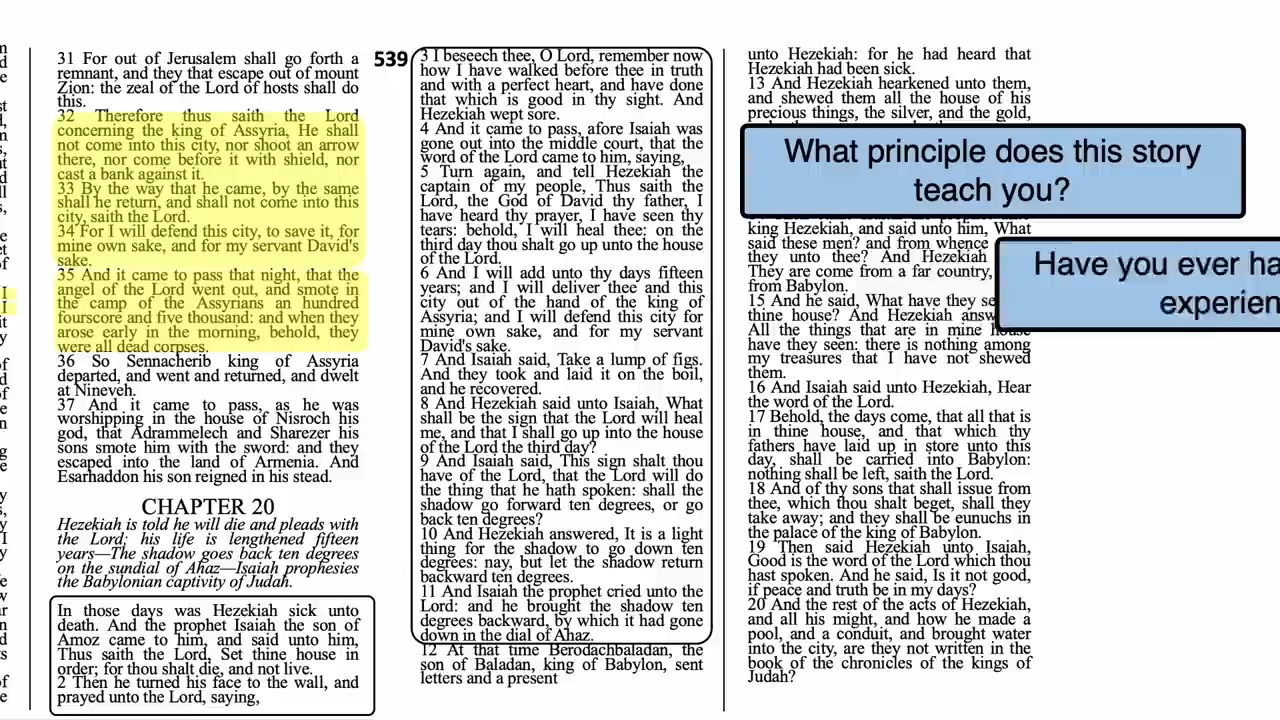 31 For out of Jerusalem shall go forth a
remnant, and they that escape out of mount
Zion: the zeal of the Lord of hosts shall do
this.
32 Therefore thus saith the Lord
concerning the king of Assyria, He shall
not come into this city, nor shoot an arrow
there, nor come before it with shield, nor
cast a bank against it.
33 By the way that he came, by the same
shall he return, and shall not come into this
city, saith the Lord.
34 For I will defend this city, to save it, for
mine own sake, and for my servant David's
sake.
35 And it came to pass that night, that the
angel of the Lord went out, and smote in
the camp of the Assyrians an hundred
fourscore and five thousand: and when they
arose early in the morning, behold, they
were all dead corpses.
36 So Sennacherib king of Assyria
departed, and went and returned, and dwelt
at Nineveh.
37 And it came to pass, as he was
worshipping in the house of Nisroch his
god, that Adrammelech and Sharezer his
sons smote him with the sword: and they
escaped into the land of Armenia. And
Esarhaddon his son reigned in his stead.
CHAPTER 20
Hezekiah is told he will die and pleads with
the Lord; his life is lengthened fifteen
years—The shadow goes back ten degrees
on the sundial of Ahaz—Isaiah prophesies
the Babylonian captivity of Judah.
In those days was Hezekiah sick unto
death. And the prophet Isaiah the son of
Amoz came to him, and said unto him,
Thus saith the Lord, Set thine house in
order; for thou shalt die, and not live.
2 Then he turned his face to the wall, and
prayed unto the Lord, saying,
539
3 I beseech thee, O Lord, remember now
how I have walked before thee in truth
and with a perfect heart, and have done
that which is good in thy sight. And
Hezekiah wept sore.
4 And it came to pass, afore Isaiah was
gone out into the middle court, that the
word of the Lord came to him, saying,
5 Turn again, and tell Hezekiah the
captain of my people, Thus saith the
Lord, the God of David thy father, I
have heard thy prayer, I have seen thy
tears: behold, I will heal thee: on the
third day thou shalt go up unto the house
of the Lord.
6 And I will add unto thy days fifteen
years; and I will deliver thee and this
city out of the hand of the king of
Assyria; and I will defend this city for
mine own sake, and for my servant
David's sake.
7 And Isaiah said, Take a lump of figs.
And they took and laid it on the boil,
and he recovered.
8 And Hezekiah said unto Isaiah, What
shall be the sign that the Lord will heal
me, and that I shall go up into the house
of the Lord the third day?
9 And Isaiah said, This sign shalt thou
have of the Lord, that the Lord will do
the thing that he hath spoken: shall the
shadow go forward ten degrees, or go
back ten degrees?
10 And Hezekiah answered, It is a light
thing for the shadow to go down ten
degrees: nay, but let the shadow return
backward ten degrees.
11 And Isaiah the prophet cried unto the
Lord: and he brought the shadow ten
degrees backward, by which it had gone
down in the dial of Ahaz.
12 At that time Berodachbaladan, the
son of Baladan, king of Babylon, sent
letters and a present
unto Hezekiah: for he had heard that
Hezekiah had been sick.
13 And Hezekiah hearkened unto them,
and shewed them all the house of his
precious things, the silver, and the gold,
What principle does this story
teach you?
king Hezekiah, and said unto him, What
said these men? and from whence
they unto thee? And Hezekiah
They are come from a far country,
from Babylon.
Have you ever ha
experien
15 And he said, What have they se
thine house? And Hezekiah answ
All the things that are in mine house
have they seen: there is nothing among
my treasures that I have not shewed
them.
16 And Isaiah said unto Hezekiah, Hear
the word of the Lord.
17 Behold, the days come, that all that is
in thine house, and that which thy
fathers have laid up in store unto this
day, shall be carried into Babylon:
nothing shall be left, saith the Lord.
18 And of thy sons that shall issue from
thee, which thou shalt beget, shall they
take away; and they shall be eunuchs in
the palace of the king of Babylon.
19 Then said Hezekiah unto Isaiah,
Good is the word of the Lord which thou
hast spoken. And he said, Is it not good,
if peace and truth be in my days?
20 And the rest of the acts of Hezekiah,
and all his might, and how he made a
pool, and a conduit, and brought water
into the city, are they not written in the
book of the chronicles of the kings of
Judah?